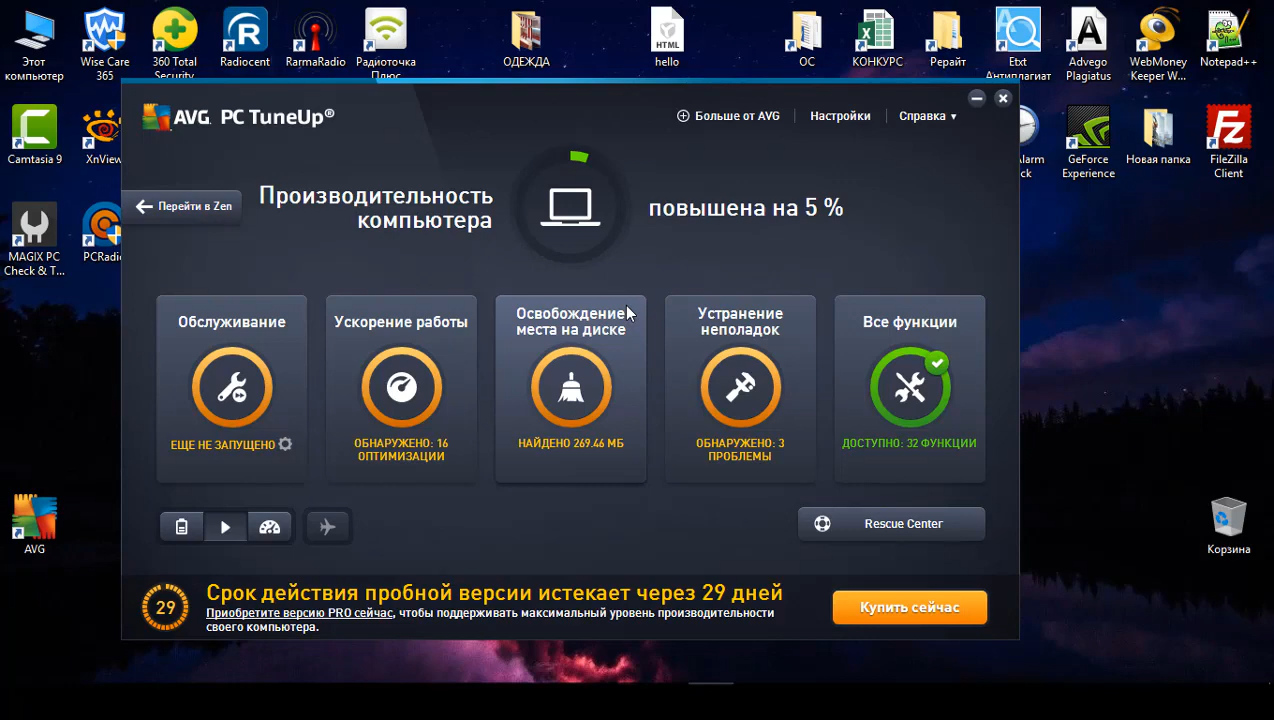 Этот
компьютер
Wise Care
365
360 Total
Security
Radiocent
RarmaRadio
Радиоточка
Плюс
ОДЕЖДА
HTML
hello
ОС
КОНКУРС
Рерайт
Etxt
Антиплагиат
Advego
Plagiatus
WebMoney
Keeper W...
Notepad++
Camtasia 9
XnView
GeForce
Experience
Новая папка
FileZilla
Client
MAGIX PC
Check & T...
AVG
Корзина
AVG. PC TuneUp®
Больше от AVG
Настройки
Справка
Перейти в Zen
Производительность
компьютера
повышена на 5 %
Обслуживание
ЕЩЕ НЕ ЗАПУЩЕНО
Ускорение работы
ОБНАРУЖЕНО: 16
ОПТИМИЗАЦИИ
Освобождение
места на диске
НАЙДЕНО 269.46 МБ
Устранение
неполадок
ОБНАРУЖЕНО: 3
ПРОБЛЕМЫ
Все функции
ДОСТУПНО: 32 ФУНКЦИИ
Rescue Center
29
Срок действия пробной версии истекает через 29 дней
Приобретите версию PRO сейчас, чтобы поддерживать максимальный уровень производительности
своего компьютера.
Купить сейчас